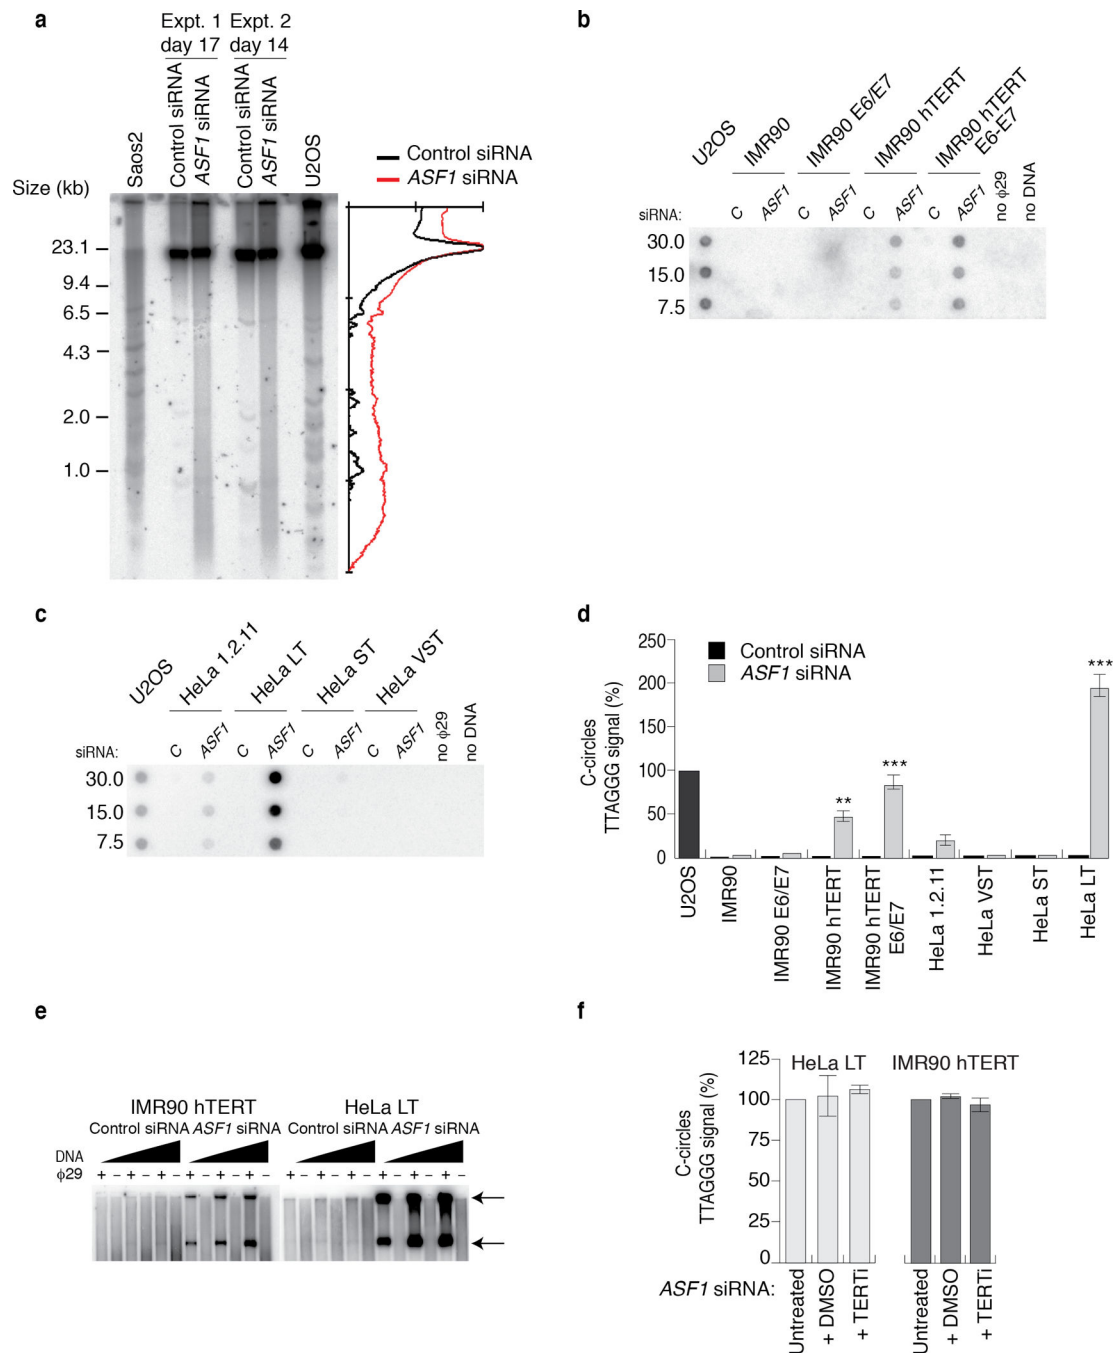 a
Expt. 1 Expt. 2
day 17 day 14
Saos2
Control siRNA
ASF1 siRNA
Control siRNA
ASF1 siRNA
U2OS
Size (kb)
23.1
9.4
6.5
4.3
2.0
1.0
Control siRNA
ASF1 siRNA
b
U2OS
IMR90
IMR90 E6/E7
IMR90 hTERT
IMR90 hTERT
E6-E7
siRNA: C ASF1 C ASF1 C ASF1 C ASF1 no ϕ29 no DNA
30.0
15.0
7.5
c
U2OS
HeLa 1.2.11
HeLa LT
HeLa ST
HeLa VST
siRNA: C ASF1 C ASF1 C ASF1 C ASF1 no ϕ29 no DNA
30.0
15.0
7.5
d
C-circles
TTAGGG signal (%)
250
200
150
100
50
0
Control siRNA
ASF1 siRNA
**
***
***
U2OS
IMR90
IMR90 E6/E7
IMR90 hTERT
IMR90 hTERT
E6/E7
HeLa 1.2.11
HeLa VST
HeLa ST
HeLa LT
e
IMR90 hTERT HeLa LT
Control siRNA ASF1 siRNA Control siRNA ASF1 siRNA
DNA
ϕ29 + – + – + – + – + – + – + – + – + – + – + – + –
f
C-circles
TTAGGG signal (%)
125
100
75
50
25
0
HeLa LT IMR90 hTERT
ASF1 siRNA:
Untreated
+ DMSO
+ TERTi
Untreated
+ DMSO
+ TERTi